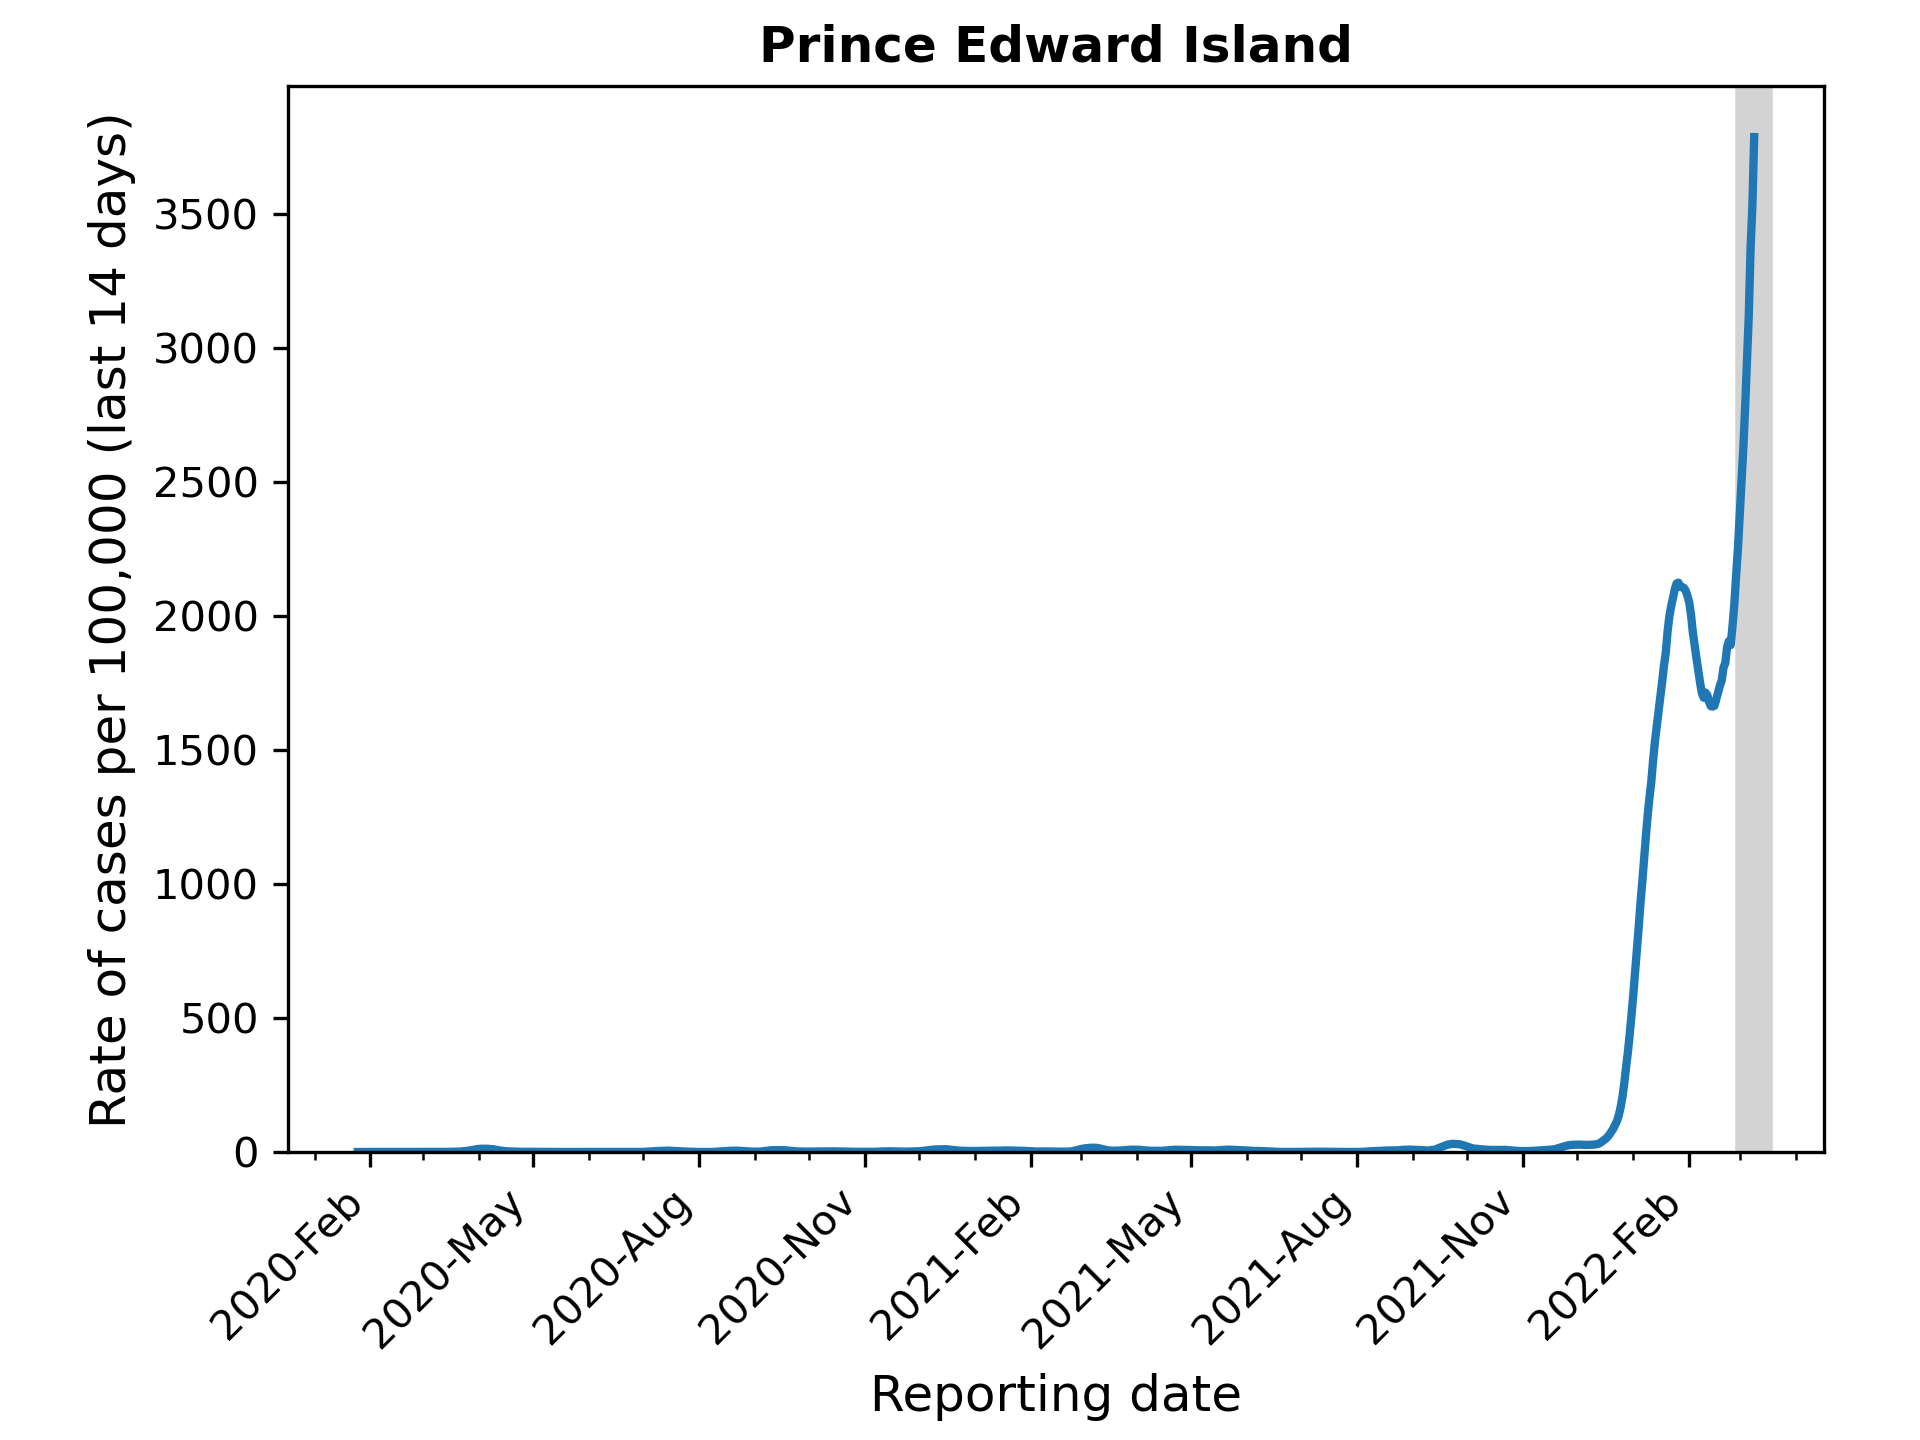 Prince Edward Island
Rate of cases per 100,000 (last 14 days)
3500
3000
2500
2000
1500
1000
500
0
2020-Feb
2020-May
2020-Aug
2020-Nov
2021-Feb
2021-May
2021-Aug
2021-Nov
2022-Feb
Reporting date